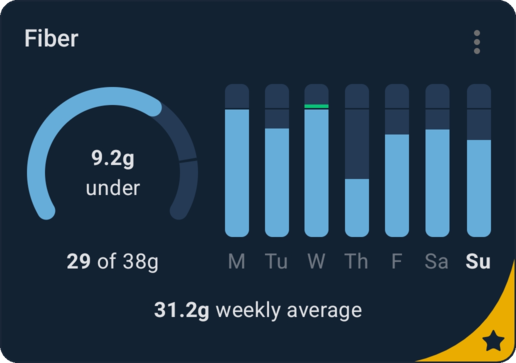 Fiber
9.2g
under
29 of 38g
M Tu W Th F Sa Su
31.2g weekly average